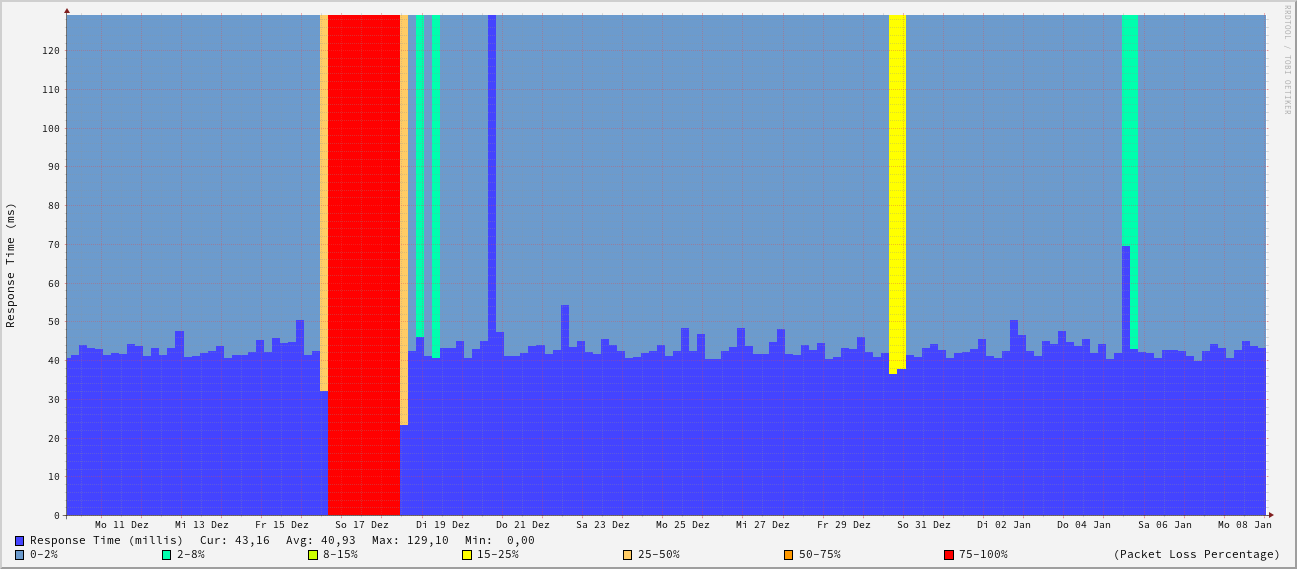 RRDTOOL / TOBI OETIKER
Response Time (ms)
120
110
100
90
80
70
60
50
40
30
20
10
0
Mo 11 Dez Mi 13 Dez Fr 15 Dez So 17 Dez Di 19 Dez Do 21 Dez Sa 23 Dez Mo 25 Dez Mi 27 Dez Fr 29 Dez So 31 Dez Di 02 Jan Do 04 Jan Sa 06 Jan Mo 08 Jan
Response Time (millis) Cur: 43,16 Avg: 40,93 Max: 129,10 Min: 0,00
0-2% 2-8% 8-15% 15-25% 25-50% 50-75% 75-100% (Packet Loss Percentage)